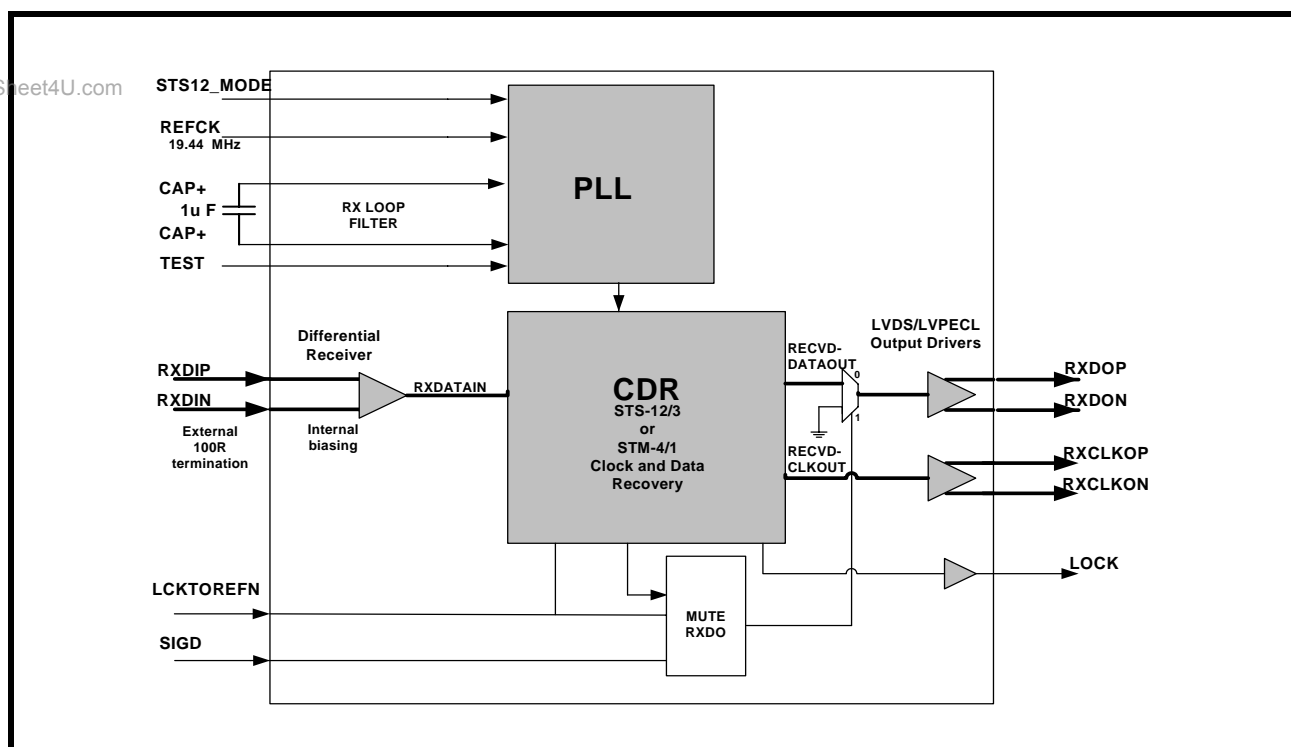 Sheet4U.com
STS12_MODE
REFCK
19.44 MHz
CAP+
1u F
CAP+
RX LOOP
FILTER
TEST
PLL
Differential
Receiver
RXDIP
RXDIN
RXDATAIN
External
100R
termination
Internal
biasing
CDR
STS-12/3
or
STM-4/1
Clock and Data
Recovery
RECVD-
DATAOUT
0
1
RECVD-
CLKOUT
LVDS/LVPECL
Output Drivers
RXDOP
RXDON
RXCLKOP
RXCLKON
LOCK
LCKTOREFN
SIGD
MUTE
RXDO